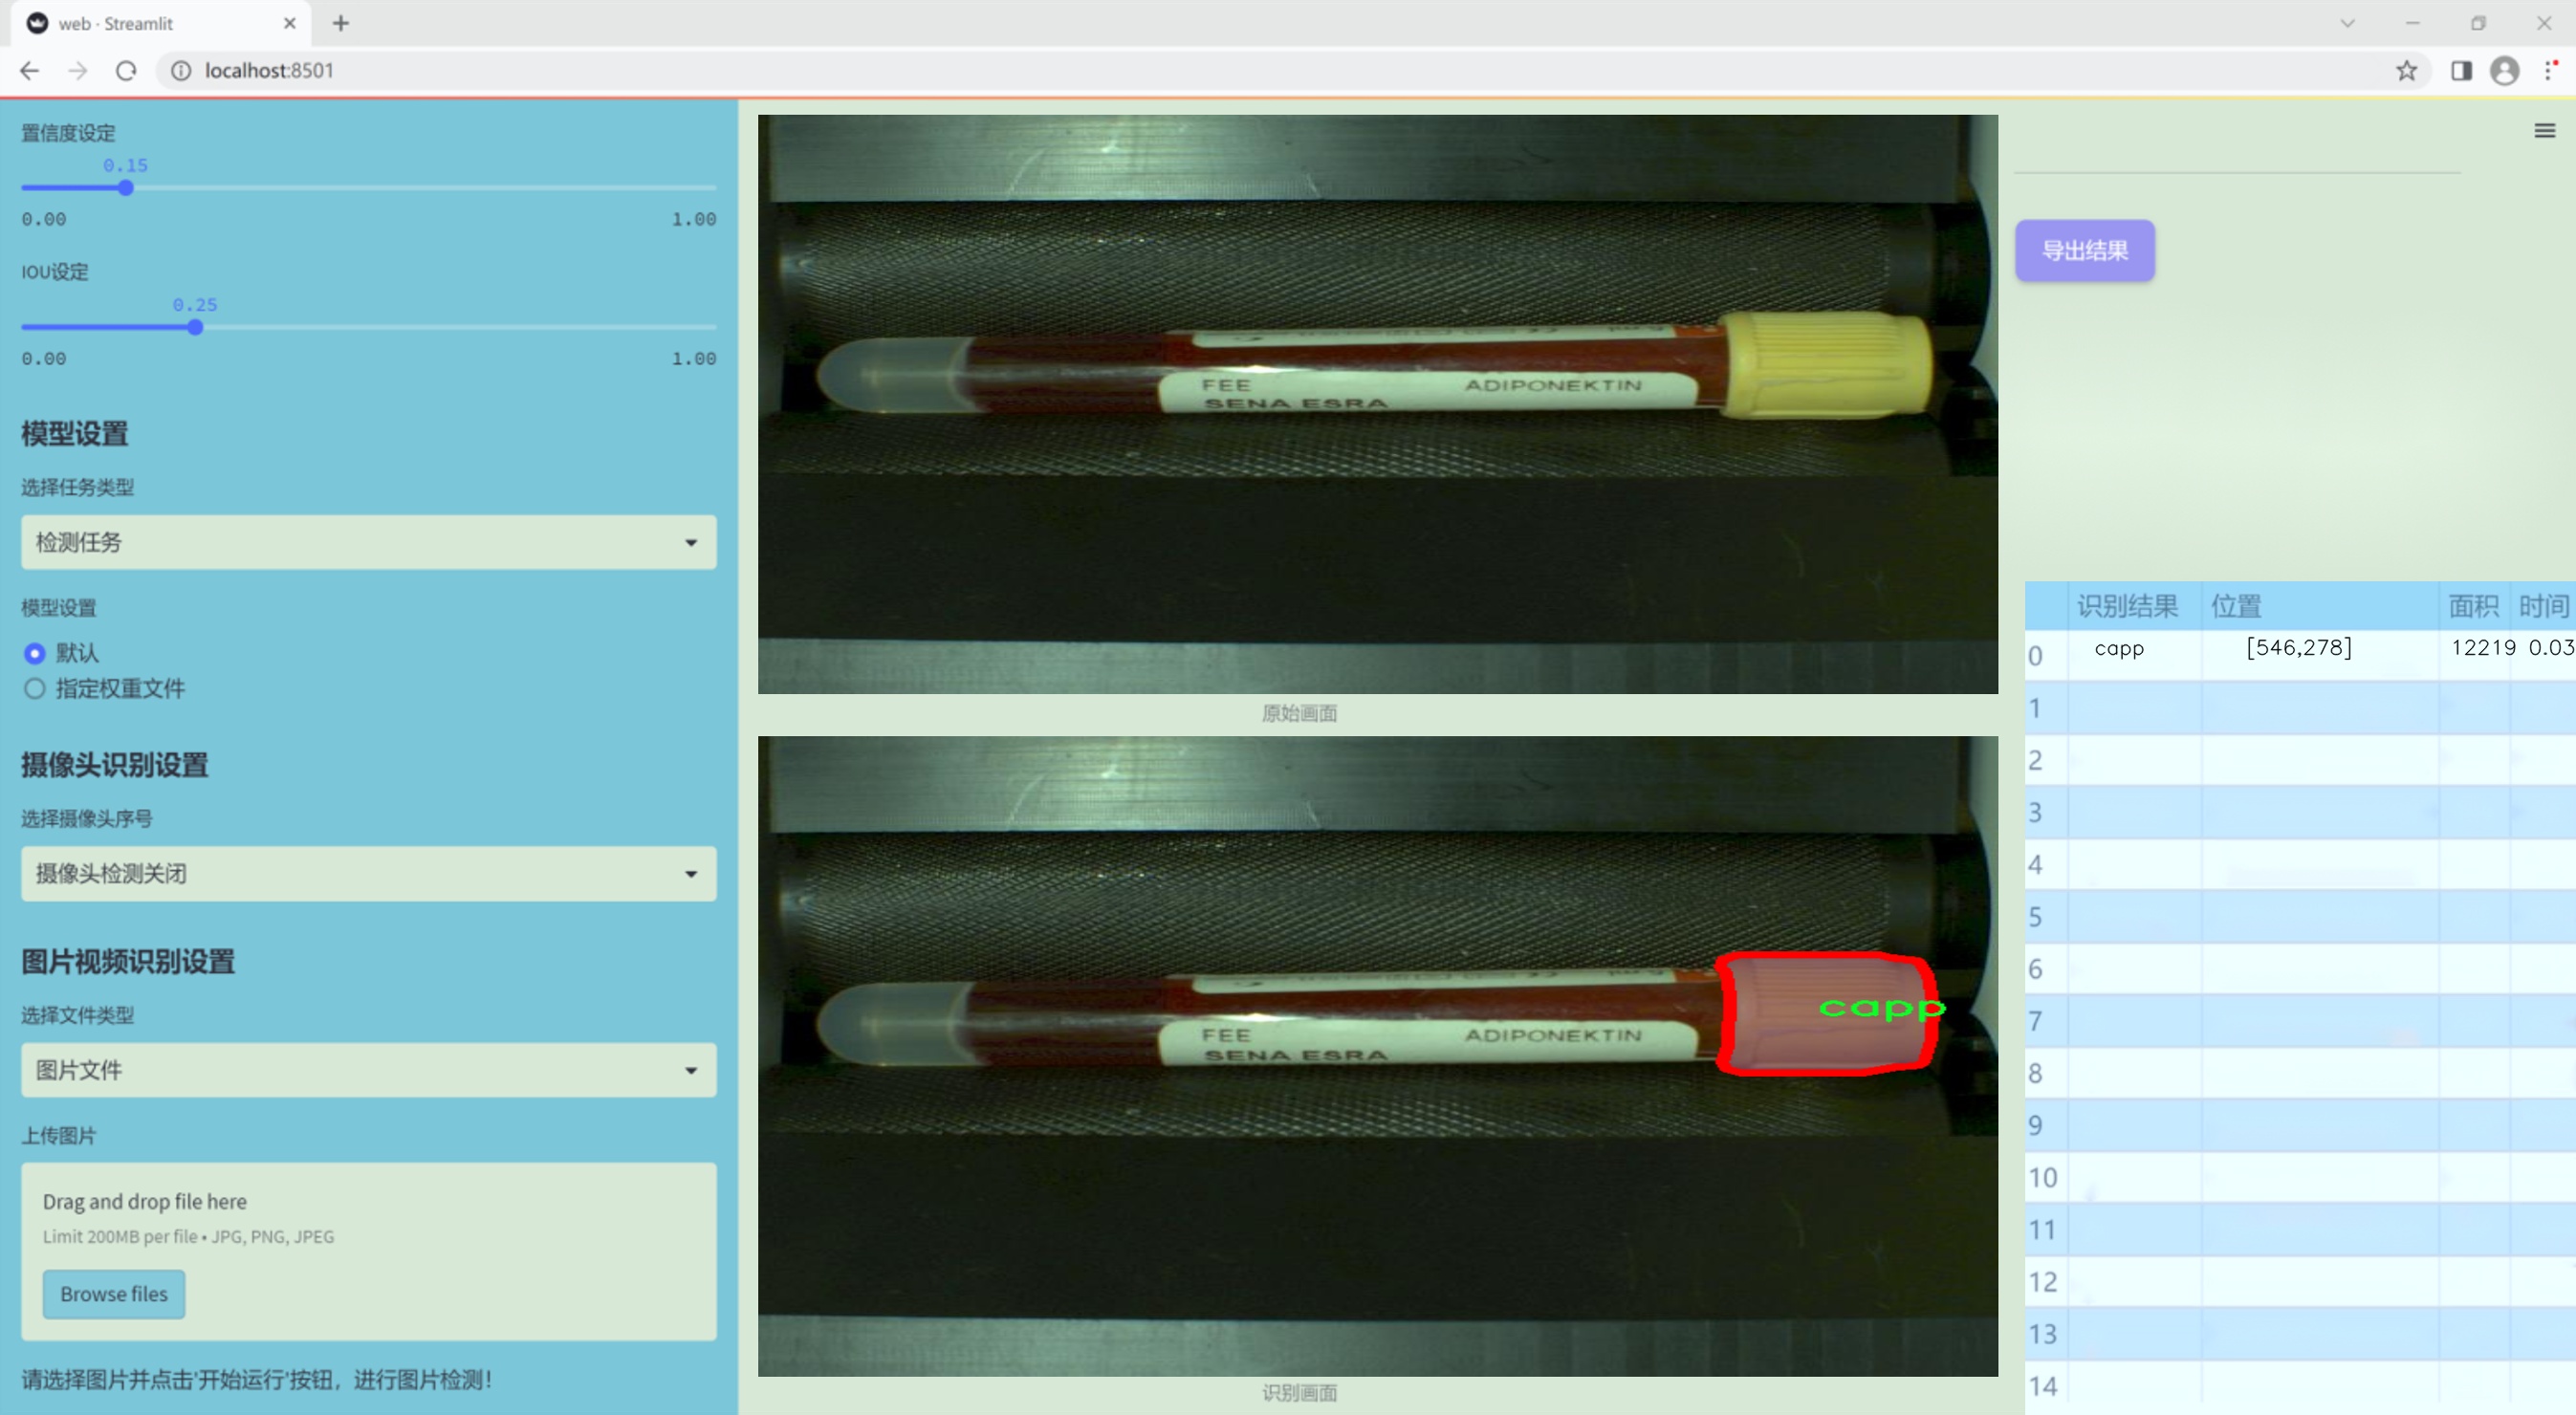 web · Streamlit
localhost:8501
置信度设定
0.15
0.00 1.00
IOU设定
0.25
0.00 1.00
模型设置
选择任务类型
检测任务
模型设置
默认
指定权重文件
摄像头识别设置
选择摄像头序号
摄像头检测关闭
图片视频识别设置
选择文件类型
图片文件
上传图片
Drag and drop file here
Limit 200MB per file • JPG, PNG, JPEG
Browse files
请选择图片并点击'开始运行'按钮，进行图片检测！
FEE ADIPONEKTIN
SENA ESRA
原始画面
capp
FEE ADIPONEKTIN
SENA ESRA
识别画面
导出结果
识别结果 位置 面积 时间
0 capp [546,278] 12219 0.03
1
2
3
4
5
6
7
8
9
10
11
12
13
14